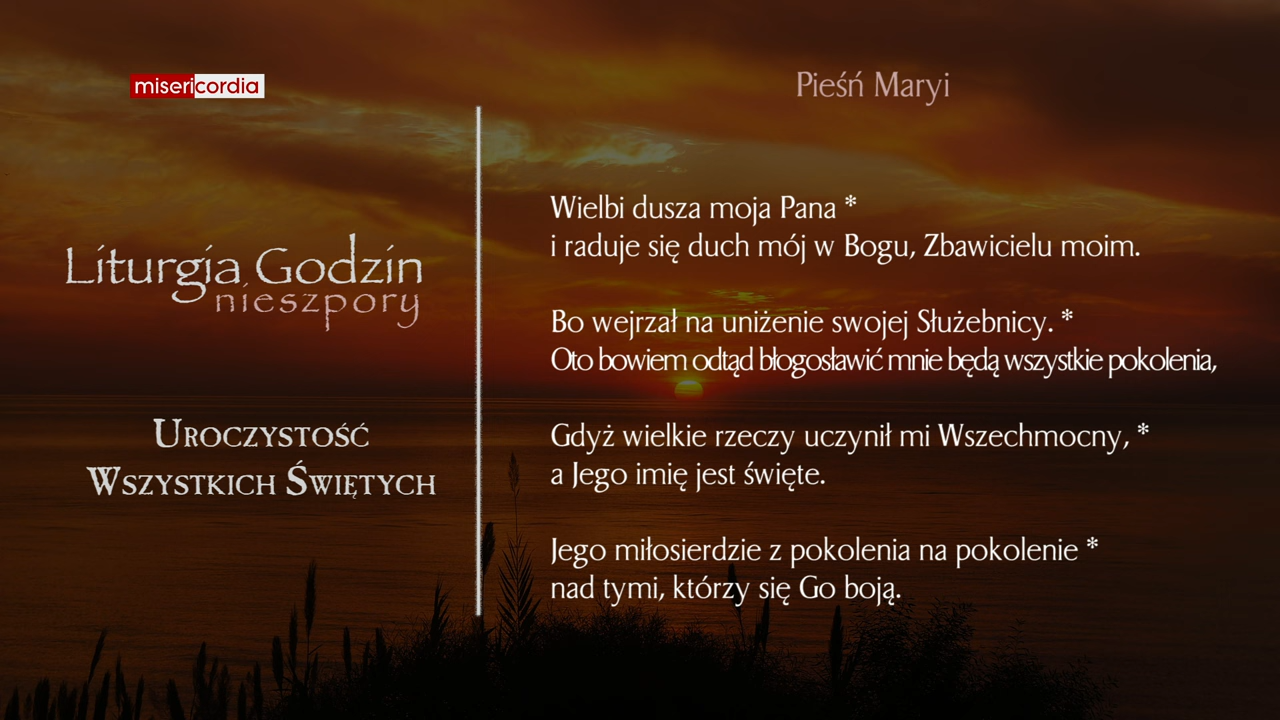 misericordia
Liturgia Godzin
nieszpory
Uroczystość
Wszystkich Świętych
Pieśń Maryi
Wielbi dusza moja Pana *
i raduje się duch mój w Bogu, Zbawicielu moim.
Bo wejrzał na uniżenie swojej Służebnicy. *
Oto bowiem odtąd błogosławić mnie będą wszystkie pokolenia,
Gdyż wielkie rzeczy uczynił mi Wszechmocny, *
a Jego imię jest święte.
Jego miłosierdzie z pokolenia na pokolenie *
nad tymi, którzy się Go boją.